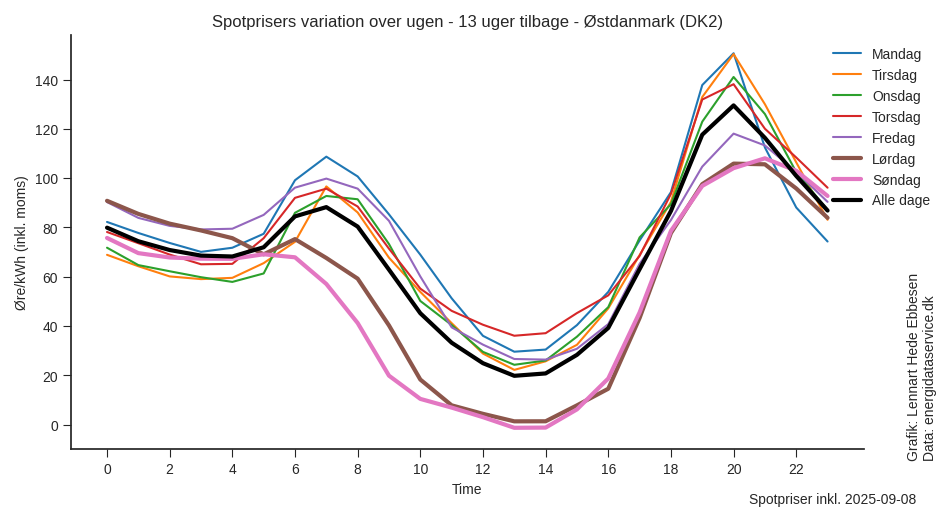 Spotprisers variation over ugen - 13 uger tilbage - Østdanmark (DK2)
Øre/kWh (inkl. moms)
140
120
100
80
60
40
20
0
0 2 4 6 8 10 12 14 16 18 20 22
Time
Mandag
Tirsdag
Onsdag
Torsdag
Fredag
Lørdag
Søndag
Alle dage
Grafik: Lennart Hede Ebbesen
Data: energidataservice.dk
Spotpriser inkl. 2025-09-08